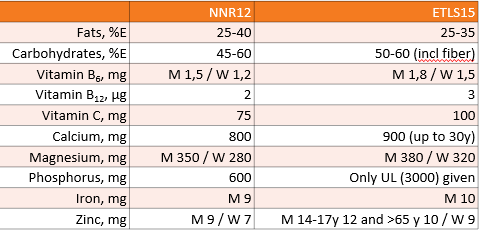 NNR12 ETLS15
Fats, %E 25-40 25-35
Carbohydrates, %E 45-60 50-60 (incl fiber)
Vitamin B₆, mg M 1,5 / W 1,2 M 1,8 / W 1,5
Vitamin B₁₂, µg 2 3
Vitamin C, mg 75 100
Calcium, mg 800 900 (up to 30y)
Magnesium, mg M 350 / W 280 M 380 / W 320
Phosphorus, mg 600 Only UL (3000) given
Iron, mg M 9 M 10
Zinc, mg M 9 / W 7 M 14-17y 12 and >65 y 10 / W 9